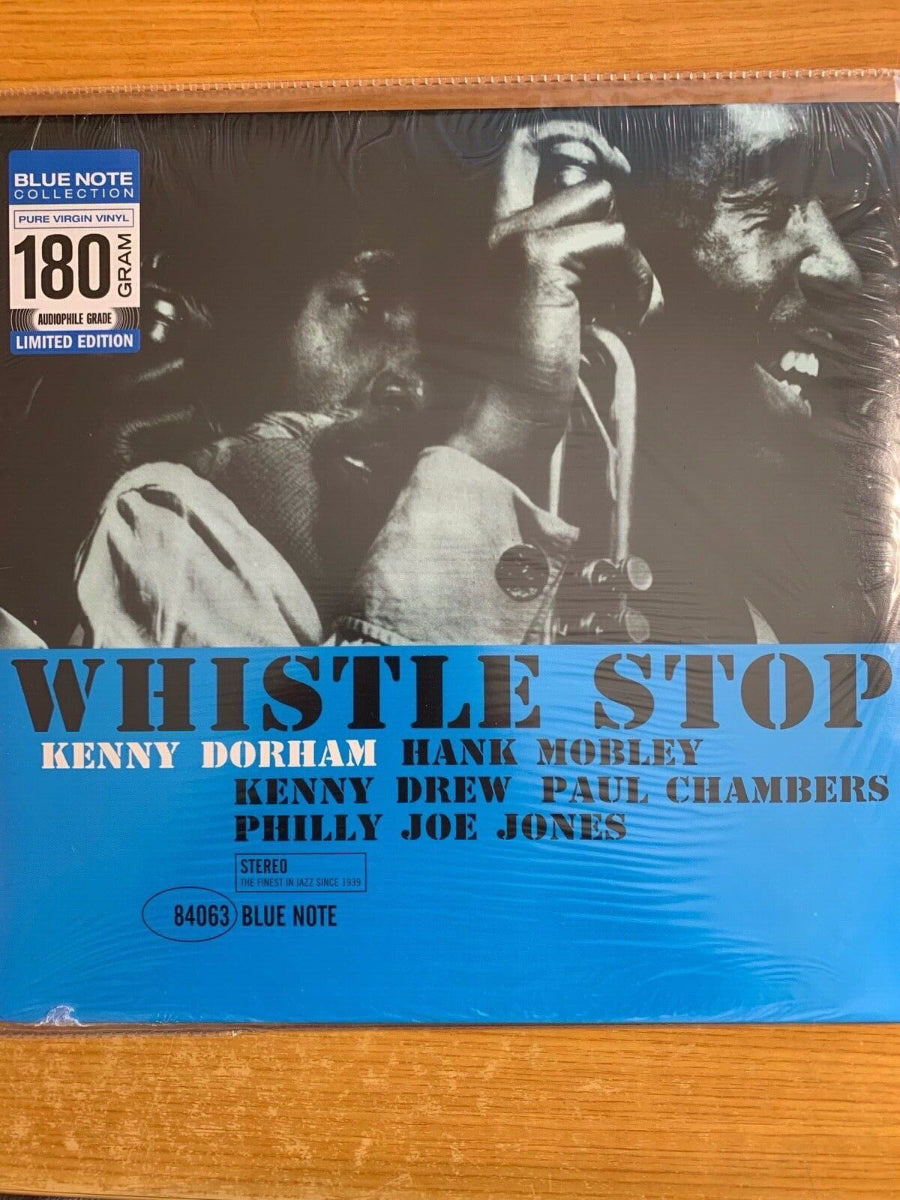 BLUE NOTE
COLLECTION
PURE VIRGIN VINYL
180 GRAM
AUDIOPHILE GRADE
LIMITED EDITION
WHISTLE STOP
KENNY DORHAM HANK MOBLEY
KENNY DREW PAUL CHAMBERS
PHILLY JOE JONES
STEREO
THE FINEST IN JAZZ SINCE 1939
84063 BLUE NOTE